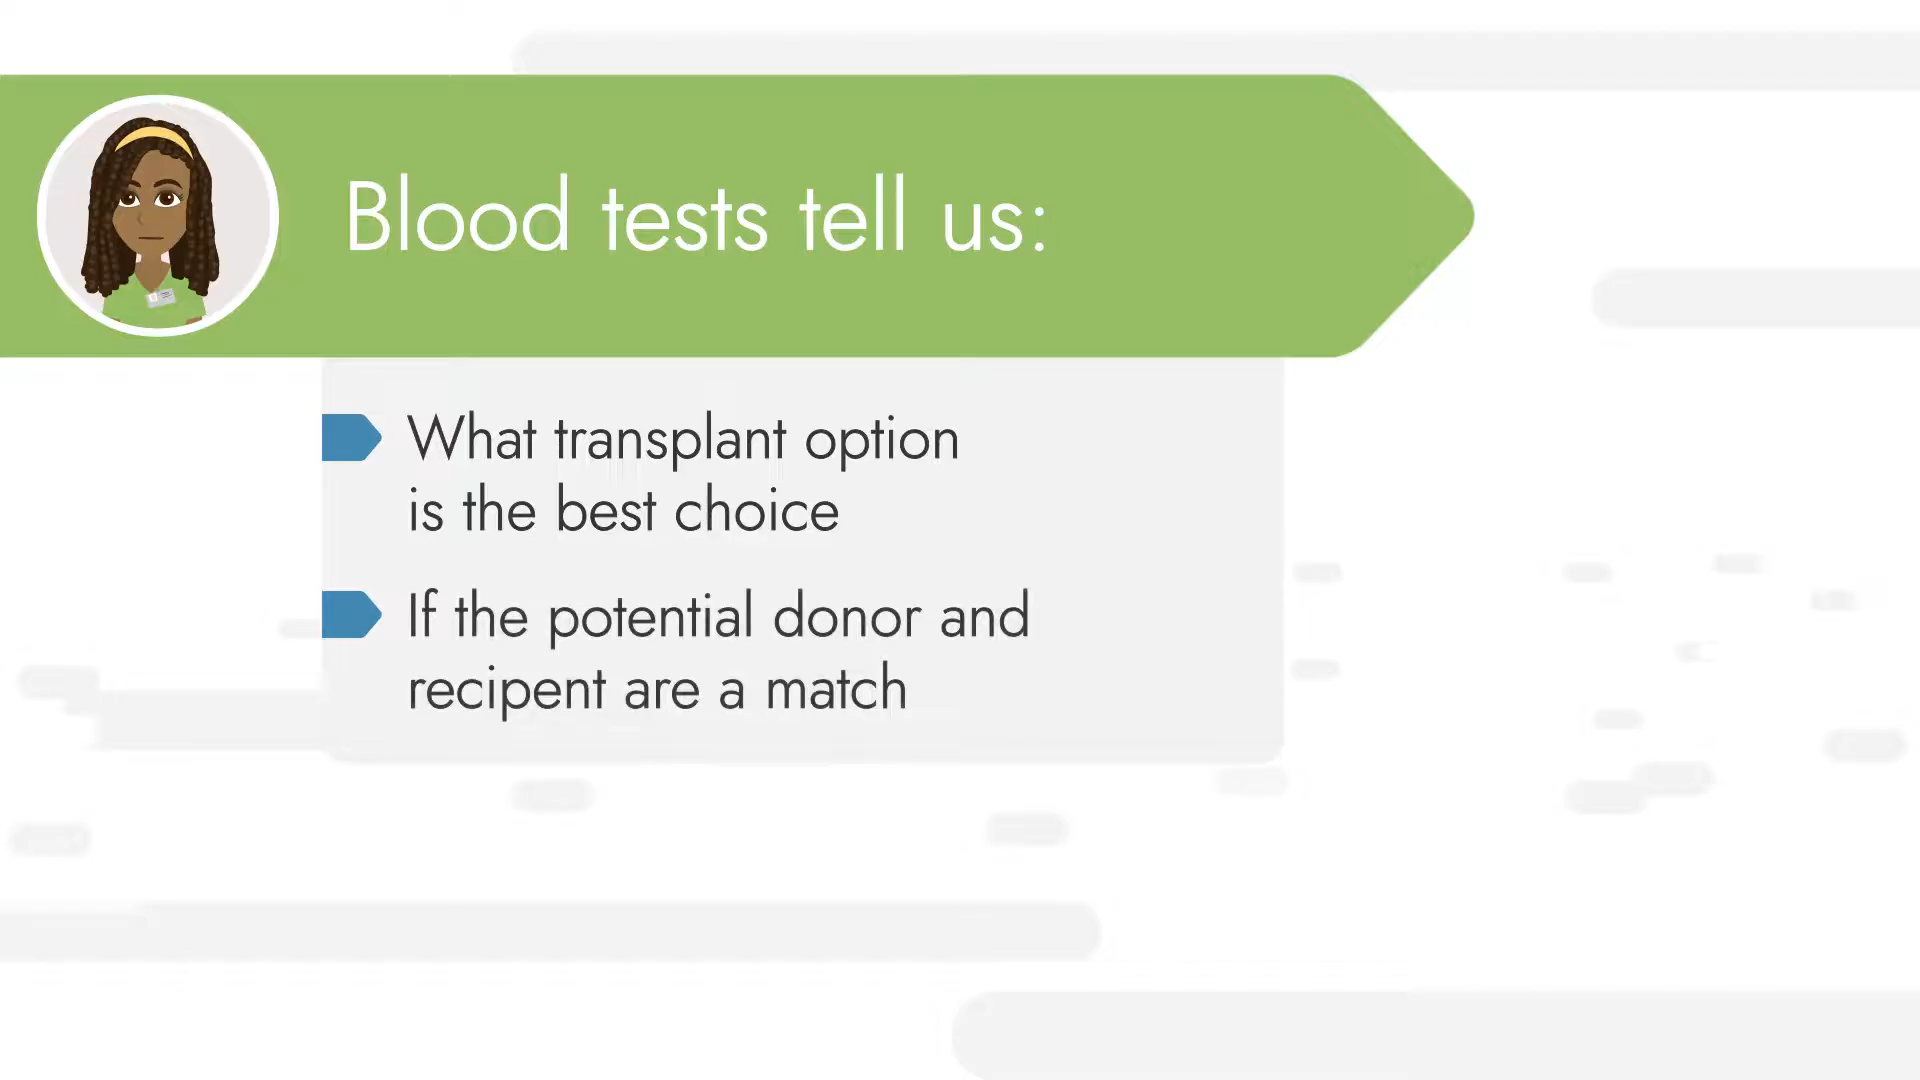 Blood tests tell us:
What transplant option
is the best choice
If the potential donor and
recipent are a match